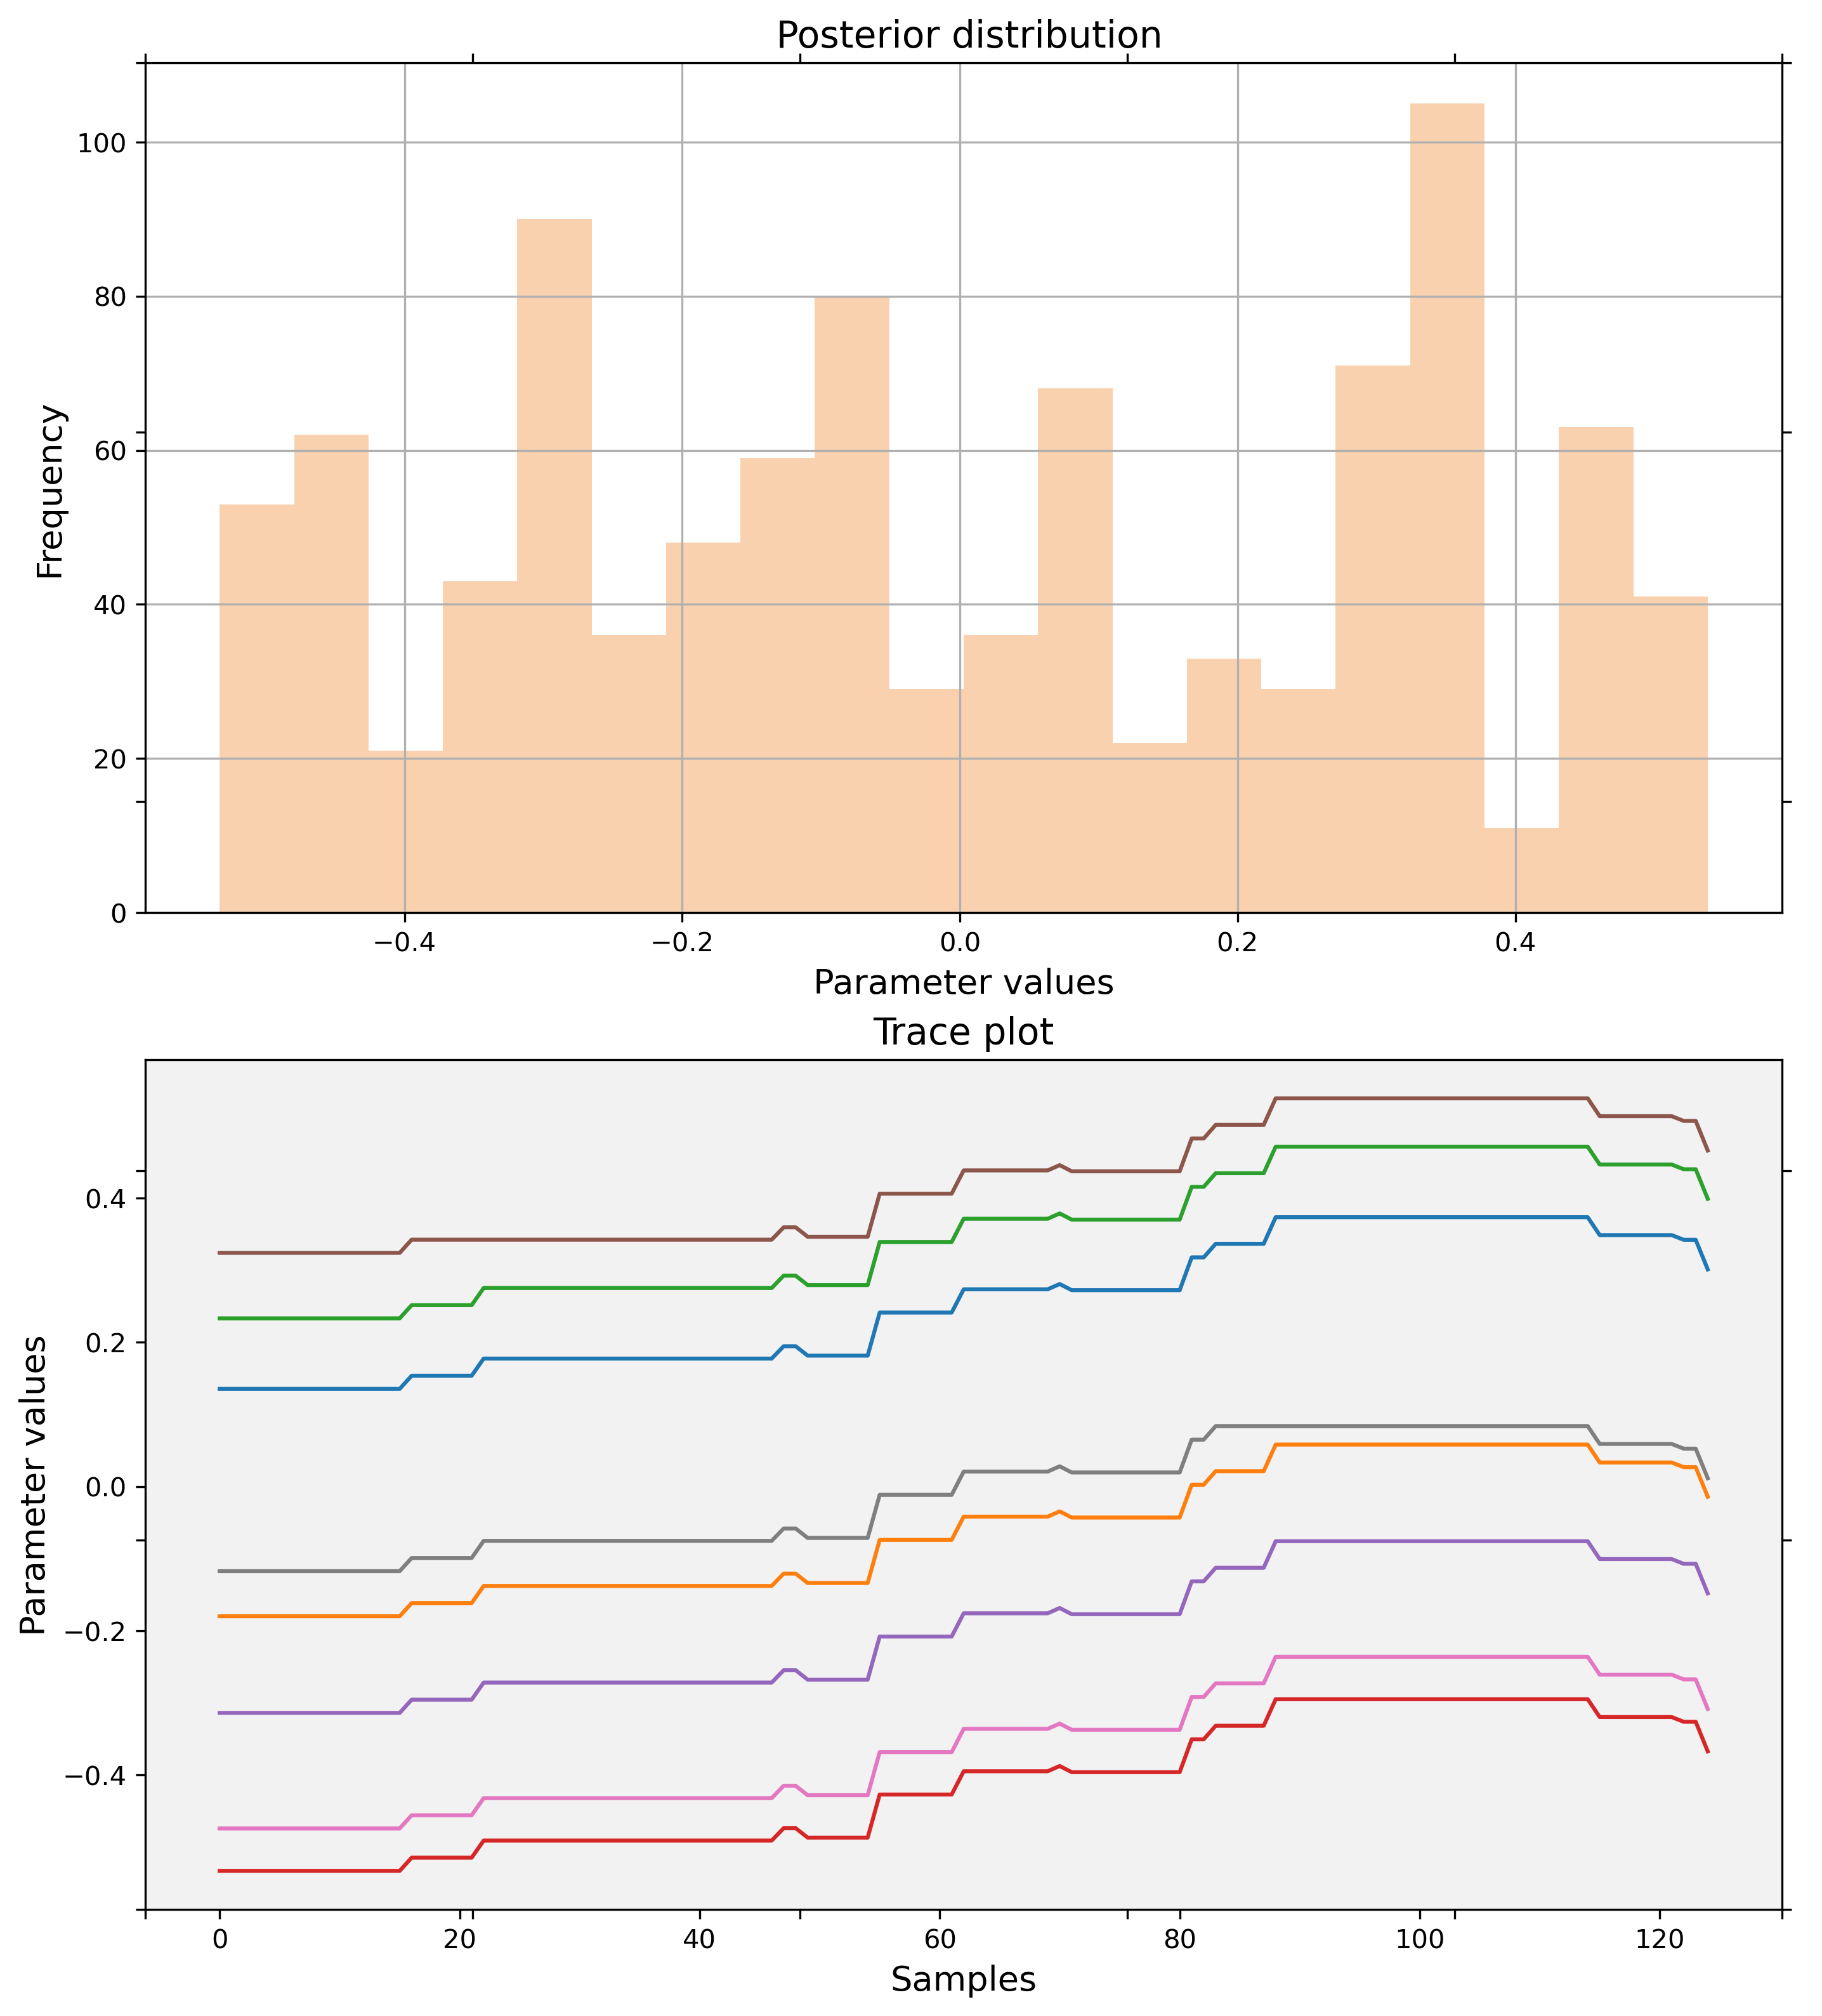 Posterior distribution
100
80
60
40
20
0
Frequency
−0.4 −0.2 0.0 0.2 0.4
Parameter values
Trace plot
0.4
0.2
0.0
−0.2
−0.4
Parameter values
0 20 40 60 80 100 120
Samples